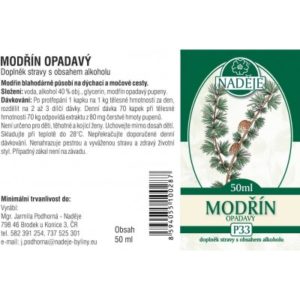 MODŘÍN OPADAVÝ
Doplněk stravy s obsahem alkoholu
Modřín blahodárně působí na dýchací a močové cesty.
Složení: voda, alkohol 40 % obj., glycerin, modřín opadavý pupeny.
Dávkování: Po protřepání 1 kapku na 1 kg tělesné hmotnosti za den,
rozdělit na 2 až 3 dílčí dávky. Denní dávka 70 kapek při tělesné
hmotnosti 70 kg odpovídá extraktu z 80 mg čerstvé hmoty pupenů.
Není určeno pro děti, těhotné a kojící ženy. Uchovejte mimo dosah dětí.
Skladujte při teplotě do 28°C. Nepřekračujte doporučené denní
dávkování. Nenahrazuje pestrou a vyváženou stravu a zdravý životní
styl. Případný zákal není na závadu.
Minimální trvanlivost do:
Vyrábí:
Mgr. Jarmila Podhorná - Naděje
798 46 Brodek u Konice 3, ČR
tel. 582 391 254, 737 525 301
e-mail: j.podhorna@nadeje-byliny.eu
Obsah
50 ml
8594055100287
NADĚJE
50ml
MODŘÍN
OPADAVÝ
P33
doplněk stravy s obsahem alkoholu